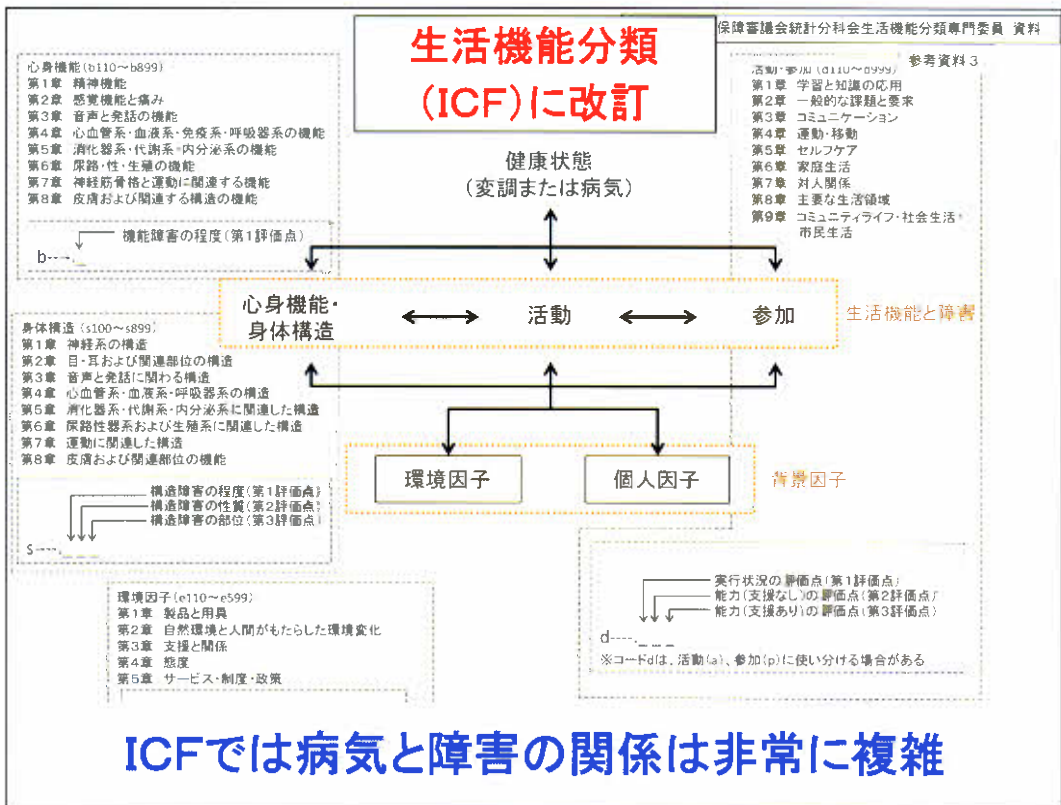 生活機能分類
(ICF)に改訂
保障審議会統計分科会生活機能分類専門委員 資料
参考資料3
心身機能(b110～b899)
第1章 精神機能
第2章 感覚機能と痛み
第3章 音声と発話の機能
第4章 心血管系・血液系・免疫系・呼吸器系の機能
第5章 消化器系・代謝系・内分泌系の機能
第6章 尿路・性・生殖の機能
第7章 神経筋骨格と運動に関連する機能
第8章 皮膚および関連する構造の機能
機能障害の程度(第1評価点)
b----._
活動・参加(d110～d999)
第1章 学習と知識の応用
第2章 一般的な課題と要求
第3章 コミュニケーション
第4章 運動・移動
第5章 セルフケア
第6章 家庭生活
第7章 対人関係
第8章 主要な生活領域
第9章 コミュニティライフ・社会生活・
市民生活
健康状態
(変調または病気)
心身機能・
身体構造
活動
参加
生活機能と障害
身体構造(s100～s899)
第1章 神経系の構造
第2章 目・耳および関連部位の構造
第3章 音声と発話に関わる構造
第4章 心血管系・血液系・呼吸器系の構造
第5章 消化器系・代謝系・内分泌系に関連した構造
第6章 尿路性器系および生殖系に関連した構造
第7章 運動に関連した構造
第8章 皮膚および関連部位の機能
構造障害の程度(第1評価点)
構造障害の性質(第2評価点)
構造障害の部位(第3評価点)
s----._ _ _
環境因子
個人因子
背景因子
環境因子(e110～e599)
第1章 製品と用具
第2章 自然環境と人間がもたらした環境変化
第3章 支援と関係
第4章 態度
第5章 サービス・制度・政策
実行状況の評価点(第1評価点)
能力(支援なし)の評価点(第2評価点)
能力(支援あり)の評価点(第3評価点)
d----._ _ _
※コードdは、活動(a)、参加(p)に使い分ける場合がある
ICFでは病気と障害の関係は非常に複雑